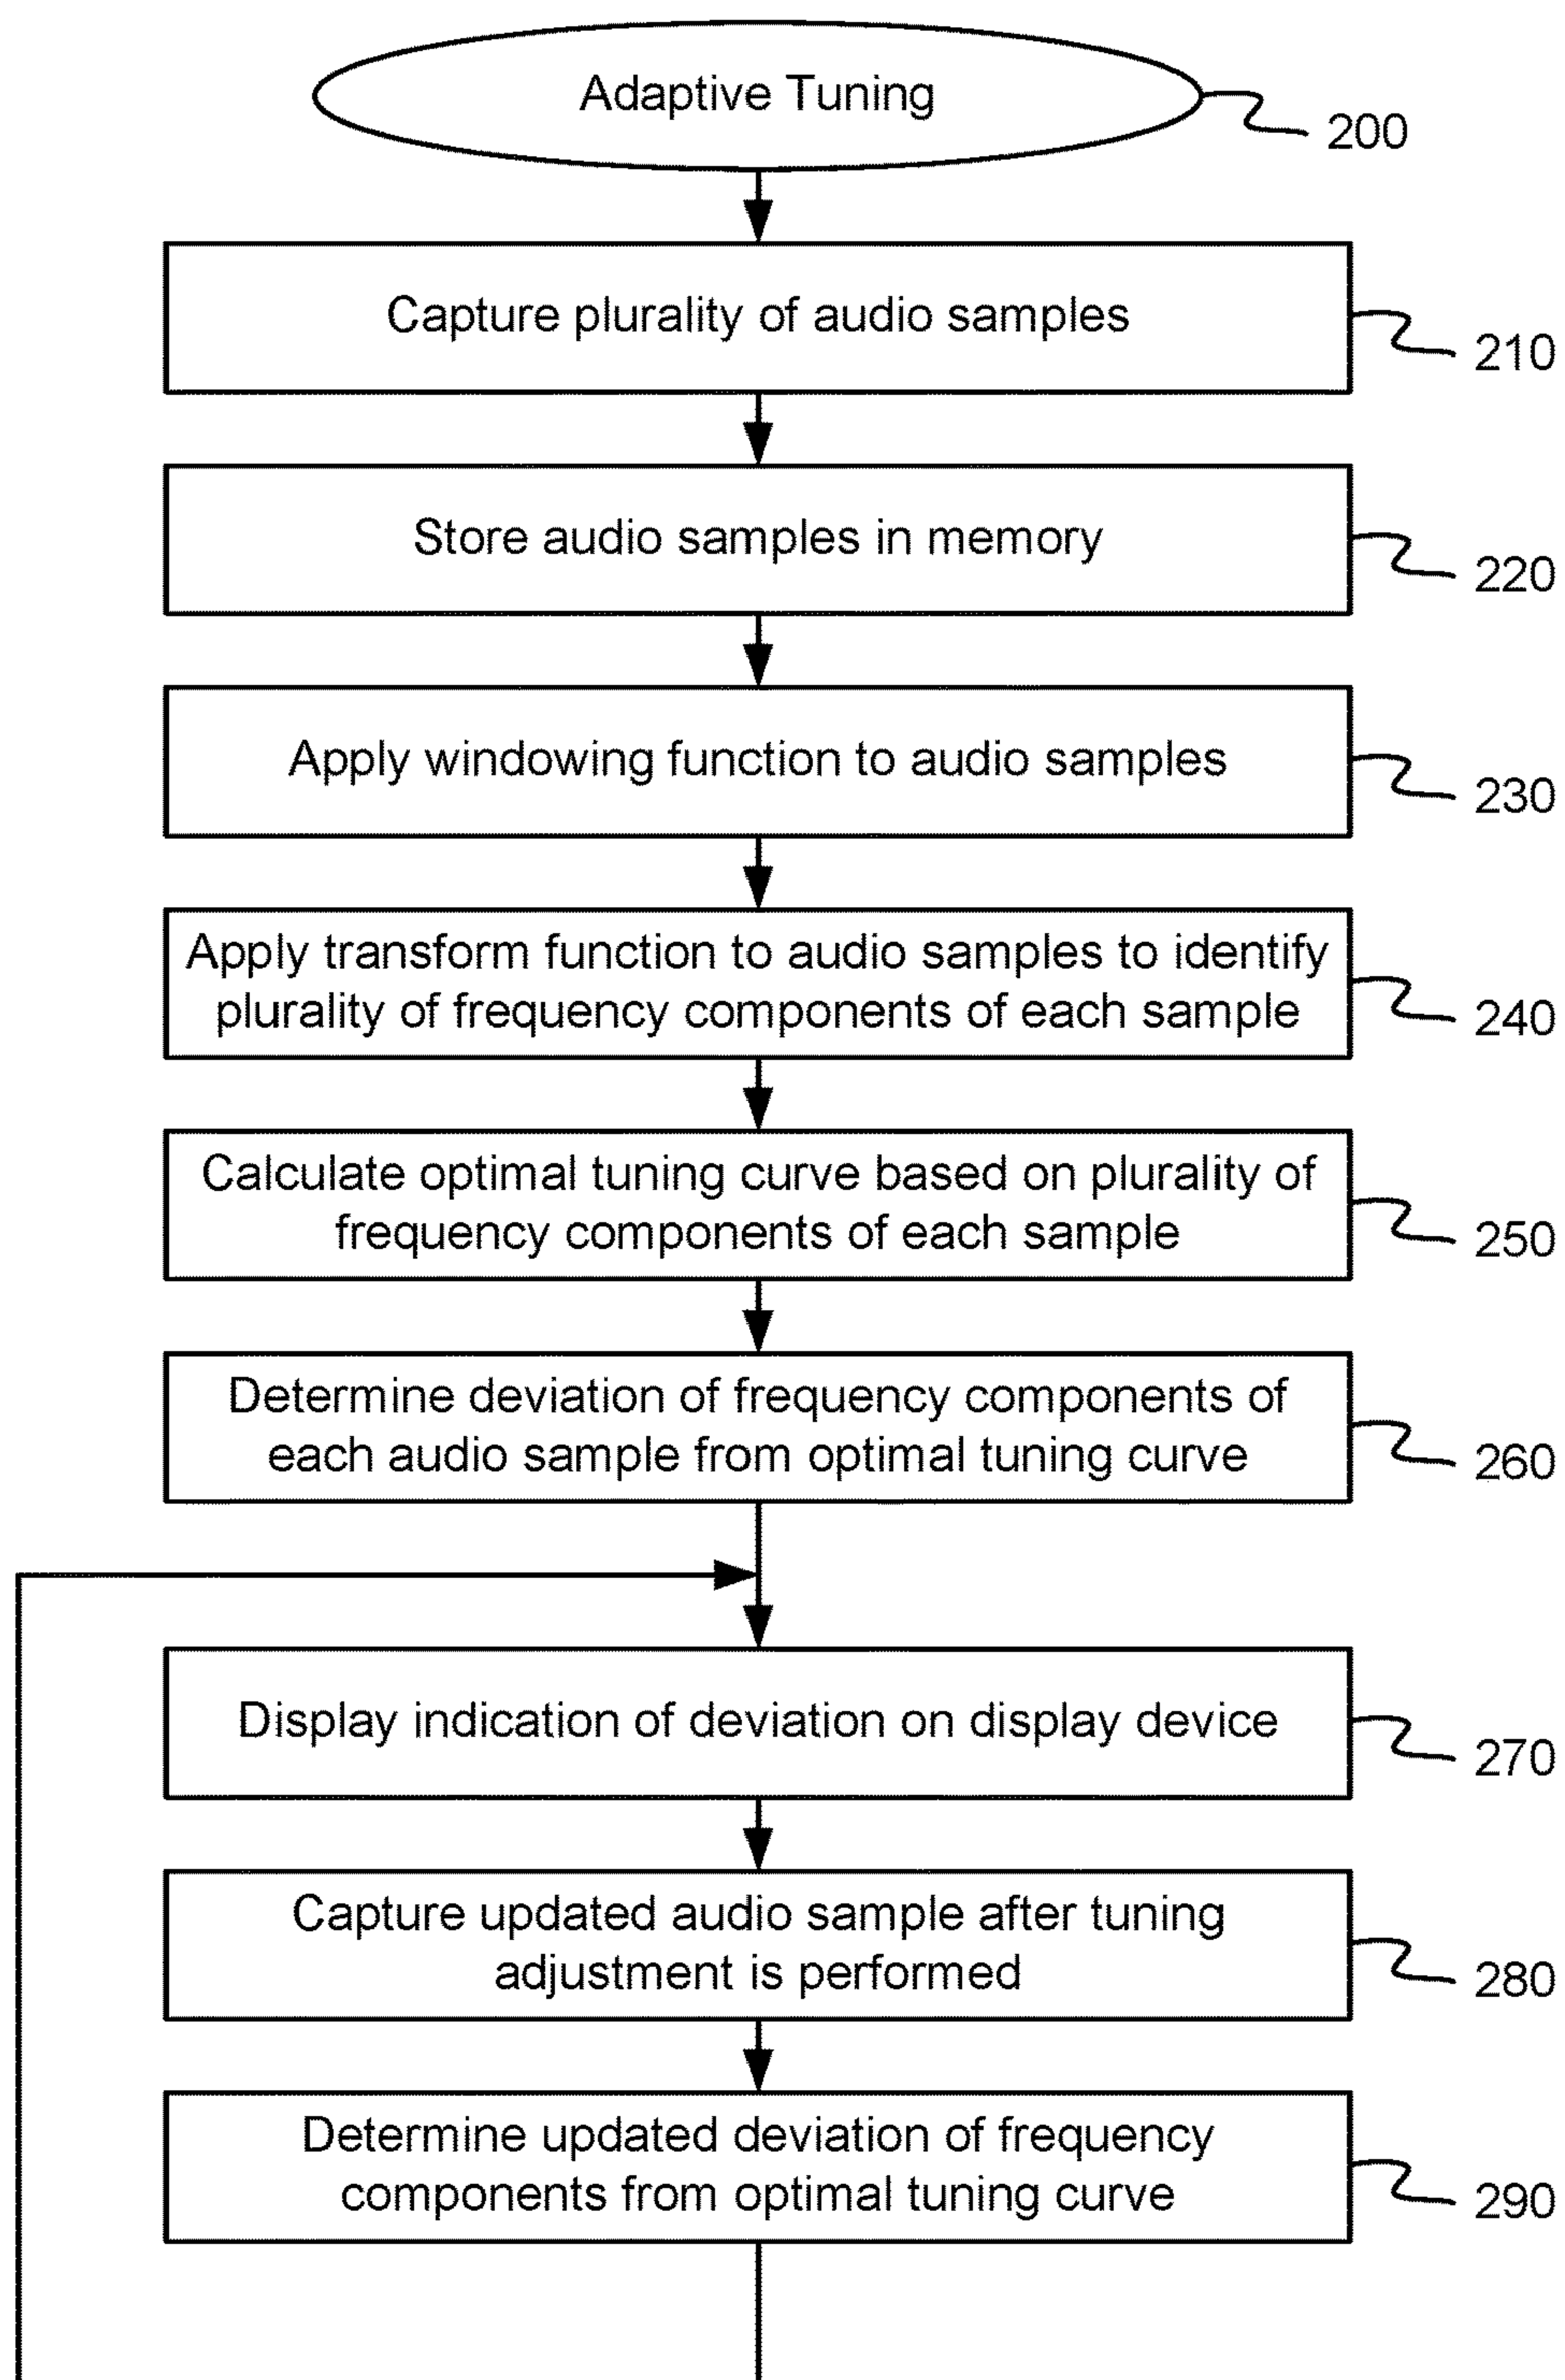 Adaptive Tuning
200
Capture plurality of audio samples
210
Store audio samples in memory
220
Apply windowing function to audio samples
230
Apply transform function to audio samples to identify
plurality of frequency components of each sample
240
Calculate optimal tuning curve based on plurality of
frequency components of each sample
250
Determine deviation of frequency components of
each audio sample from optimal tuning curve
260
Display indication of deviation on display device
270
Capture updated audio sample after tuning
adjustment is performed
280
Determine updated deviation of frequency
components from optimal tuning curve
290